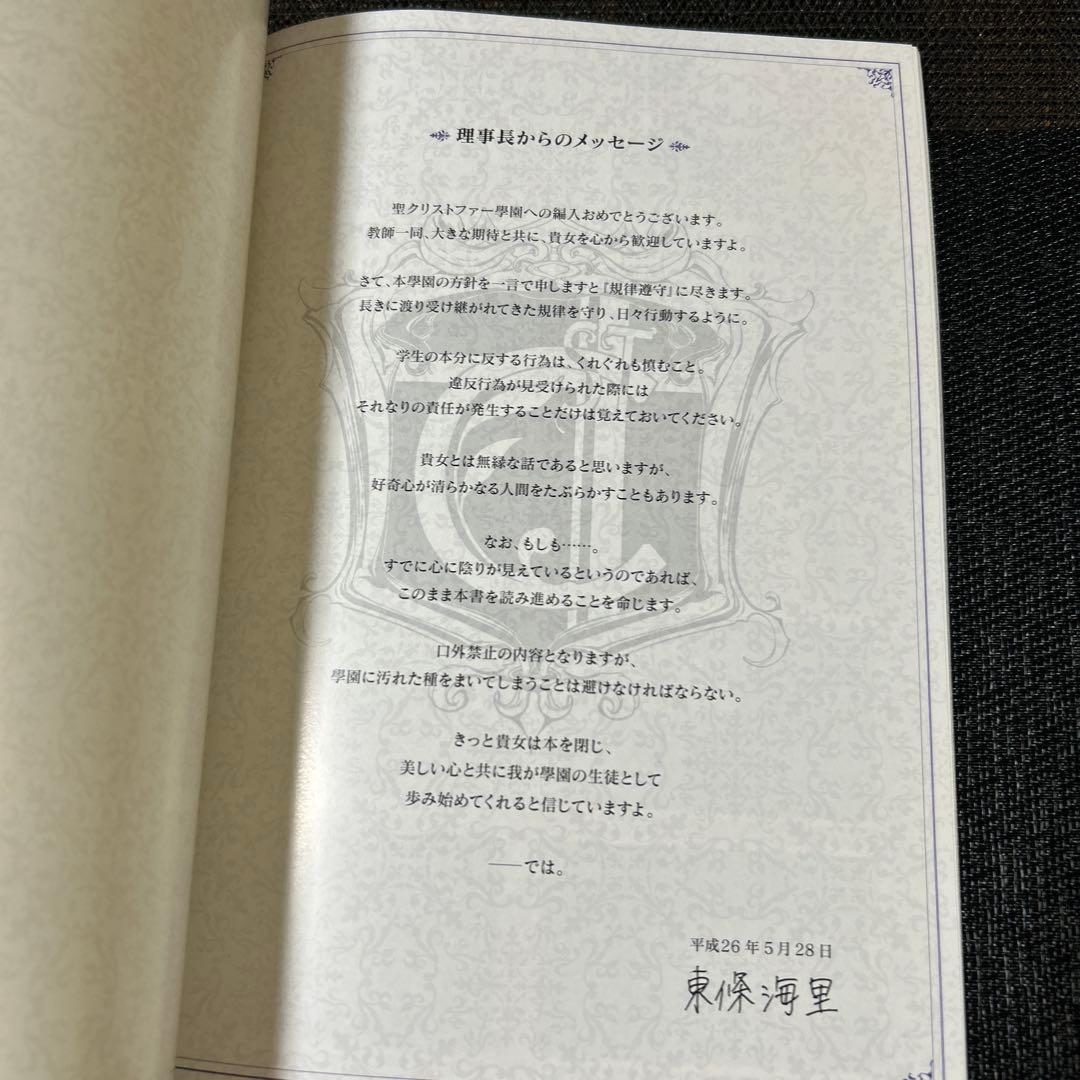 理事長からのメッセージ
聖クリストファー學園への編入おめでとうございます。
教師一同、大きな期待と共に、貴女を心から歓迎していますよ。
さて、本學園の方針を一言で申しますと『規律遵守』に尽きます。
長きに渡り受け継がれてきた規律を守り、日々行動するように。
学生の本分に反する行為は、くれぐれも慎むこと。
違反行為が見受けられた際には
それなりの責任が発生することだけは覚えておいてください。
貴女とは無縁な話であると思いますが、
好奇心が清らかなる人間をたぶらかすこともあります。
なお、もしも……。
すでに心に陰りが見えているというのであれば、
このまま本書を読み進めることを命じます。
口外禁止の内容となりますが、
學園に汚れた種をまいてしまうことは避けなければならない。
きっと貴女は本を閉じ、
美しい心と共に我が學園の生徒として
歩み始めてくれると信じていますよ。
――では。
平成26年5月28日
東條海里